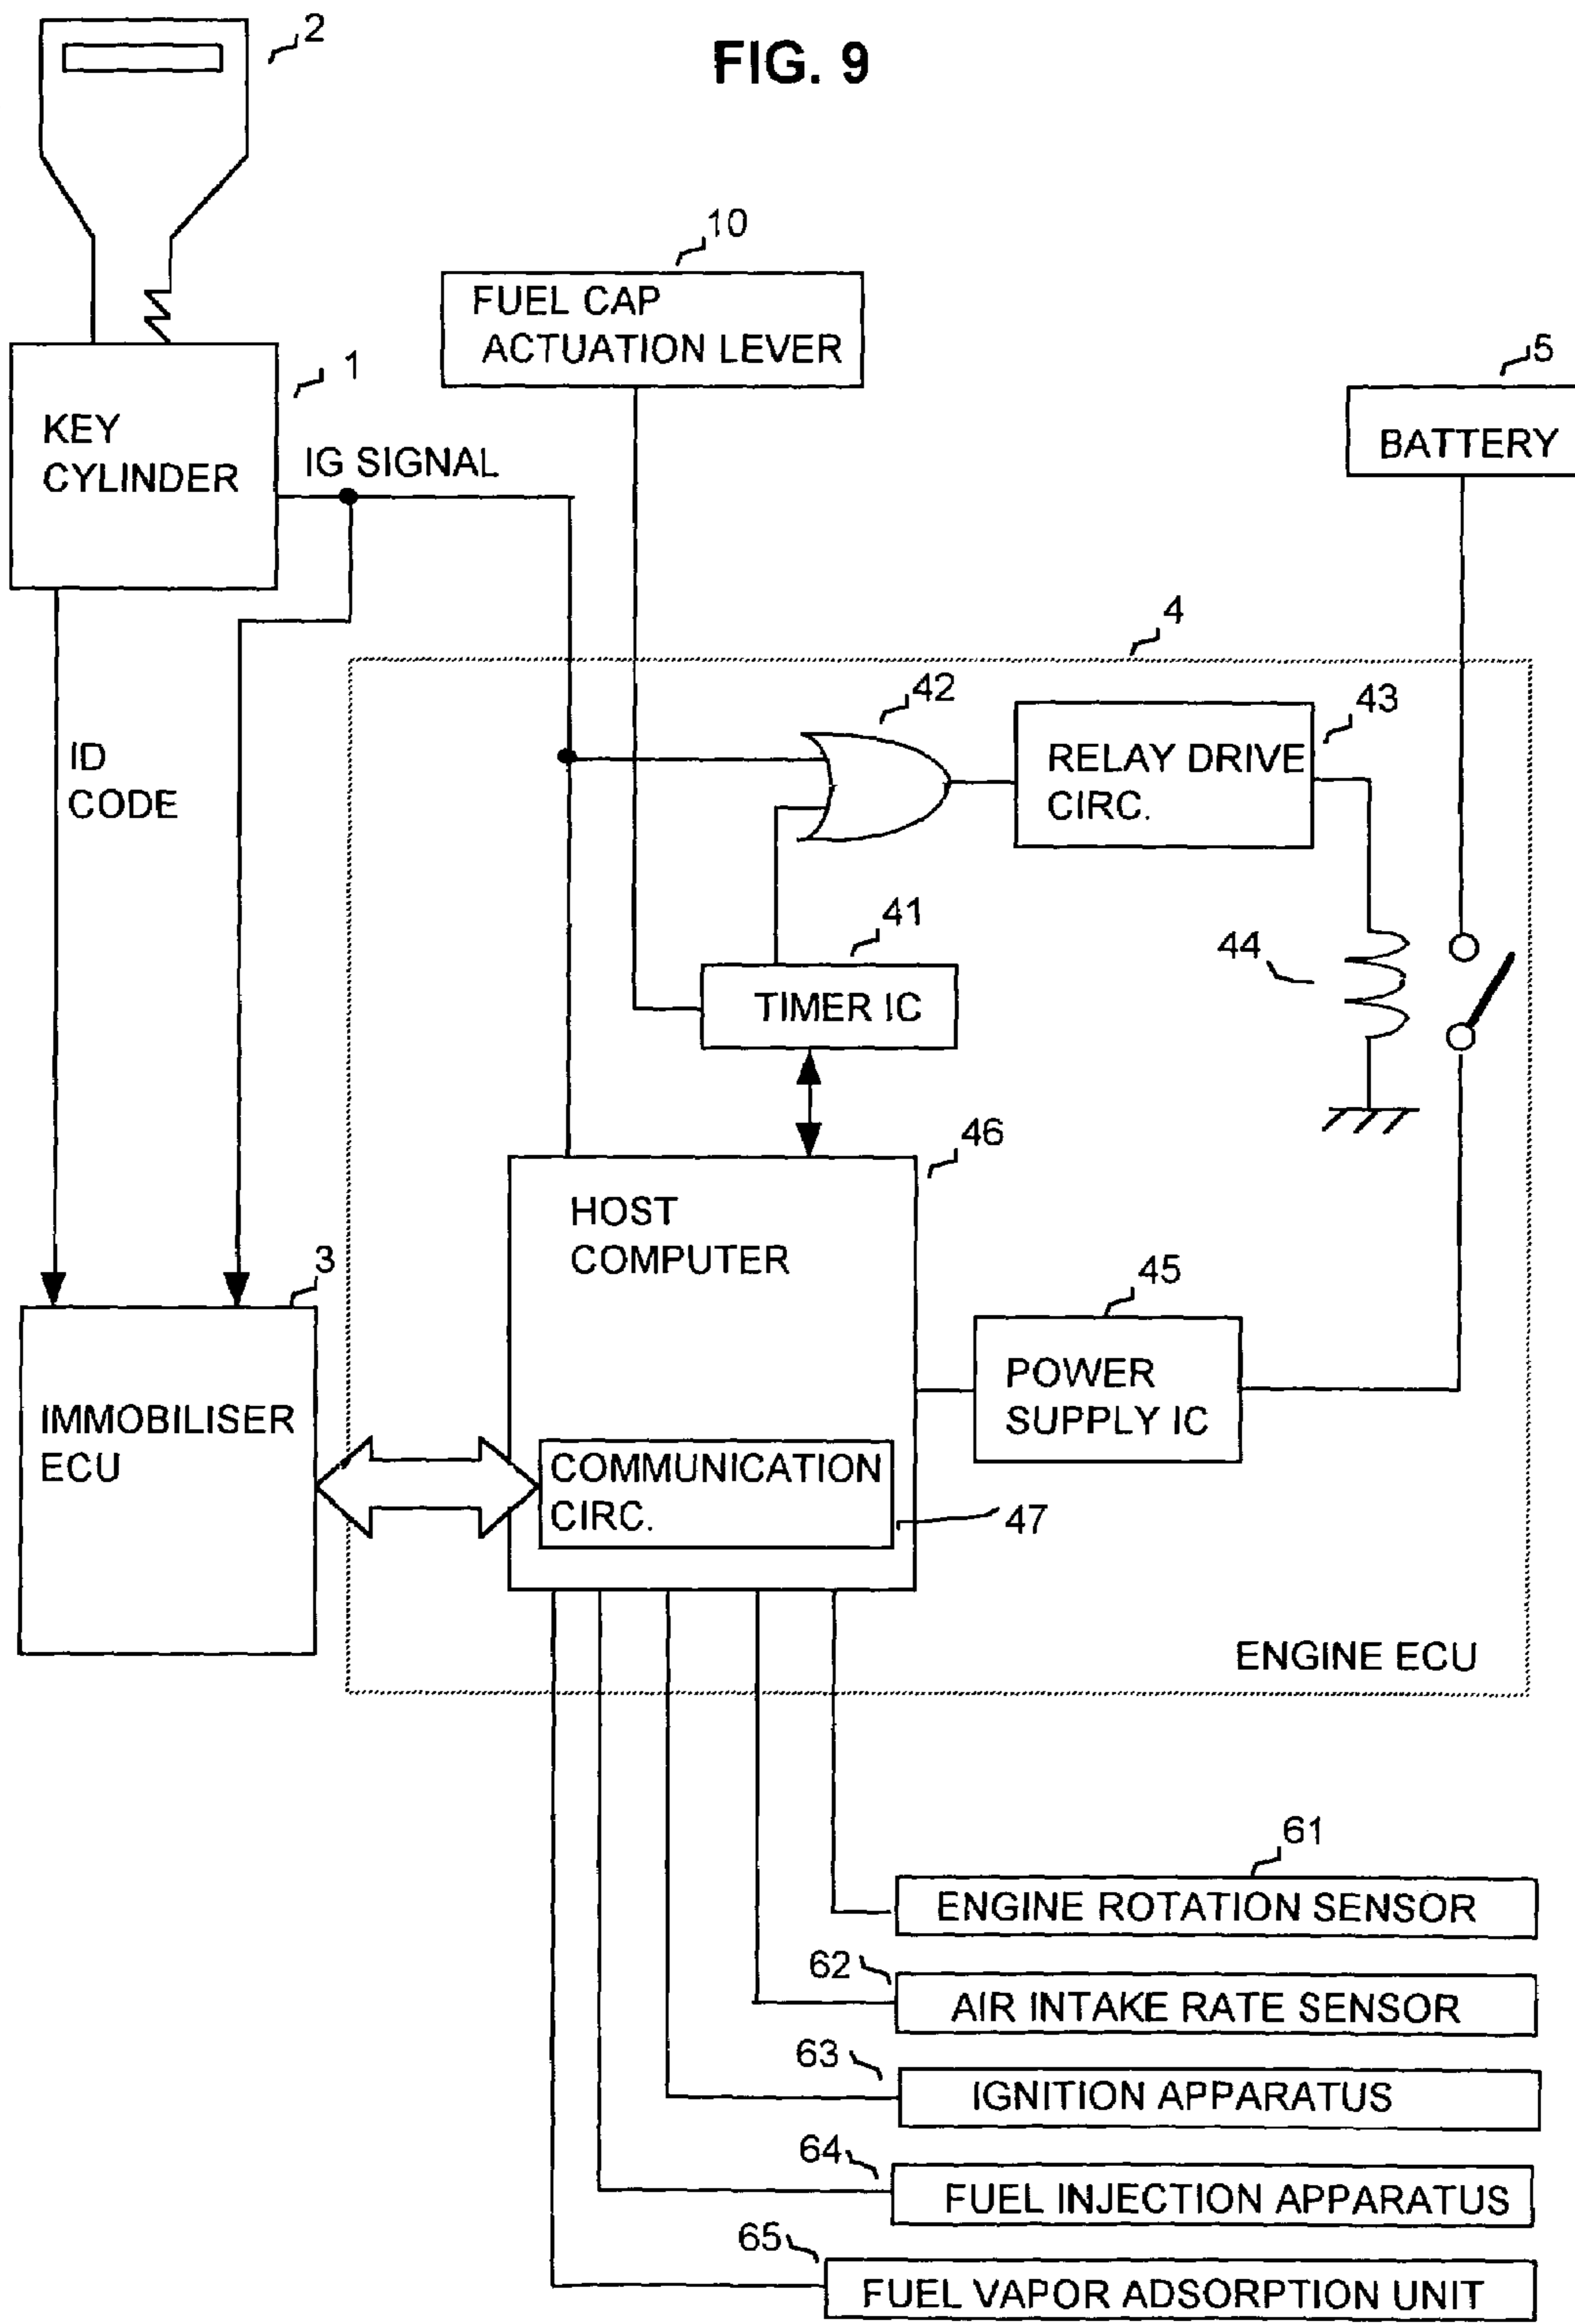 FIG. 9
2
10
FUEL CAP
ACTUATION LEVER
1
5
KEY
CYLINDER
IG SIGNAL
BATTERY
4
42
43
ID
CODE
RELAY DRIVE
CIRC.
41
44
TIMER IC
46
HOST
COMPUTER
3
45
IMMOBILISER
ECU
POWER
SUPPLY IC
COMMUNICATION
CIRC.
47
ENGINE ECU
61
ENGINE ROTATION SENSOR
62
AIR INTAKE RATE SENSOR
63
IGNITION APPARATUS
64
FUEL INJECTION APPARATUS
65
FUEL VAPOR ADSORPTION UNIT